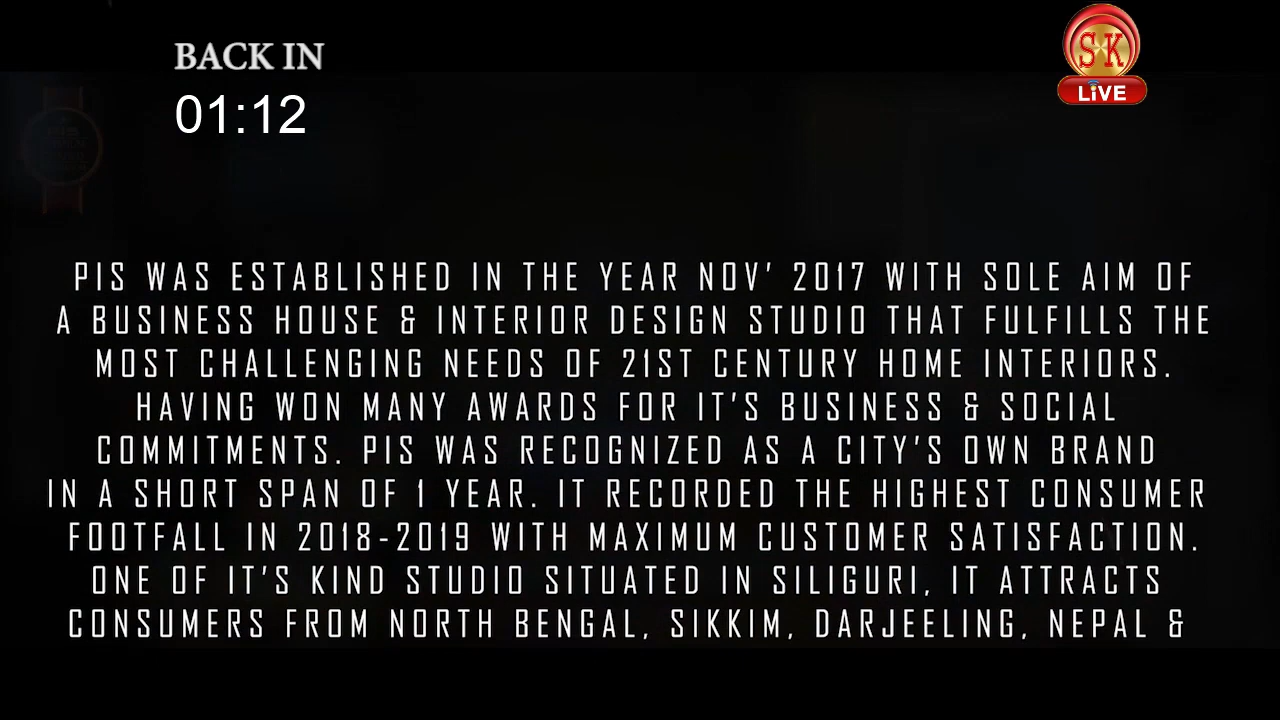 BACK IN
01:12
SK
LiVE
PIS WAS ESTABLISHED IN THE YEAR NOV' 2017 WITH SOLE AIM OF
A BUSINESS HOUSE & INTERIOR DESIGN STUDIO THAT FULFILLS THE
MOST CHALLENGING NEEDS OF 21ST CENTURY HOME INTERIORS.
HAVING WON MANY AWARDS FOR IT'S BUSINESS & SOCIAL
COMMITMENTS. PIS WAS RECOGNIZED AS A CITY'S OWN BRAND
IN A SHORT SPAN OF 1 YEAR. IT RECORDED THE HIGHEST CONSUMER
FOOTFALL IN 2018-2019 WITH MAXIMUM CUSTOMER SATISFACTION.
ONE OF IT'S KIND STUDIO SITUATED IN SILIGURI, IT ATTRACTS
CONSUMERS FROM NORTH BENGAL, SIKKIM, DARJEELING, NEPAL &